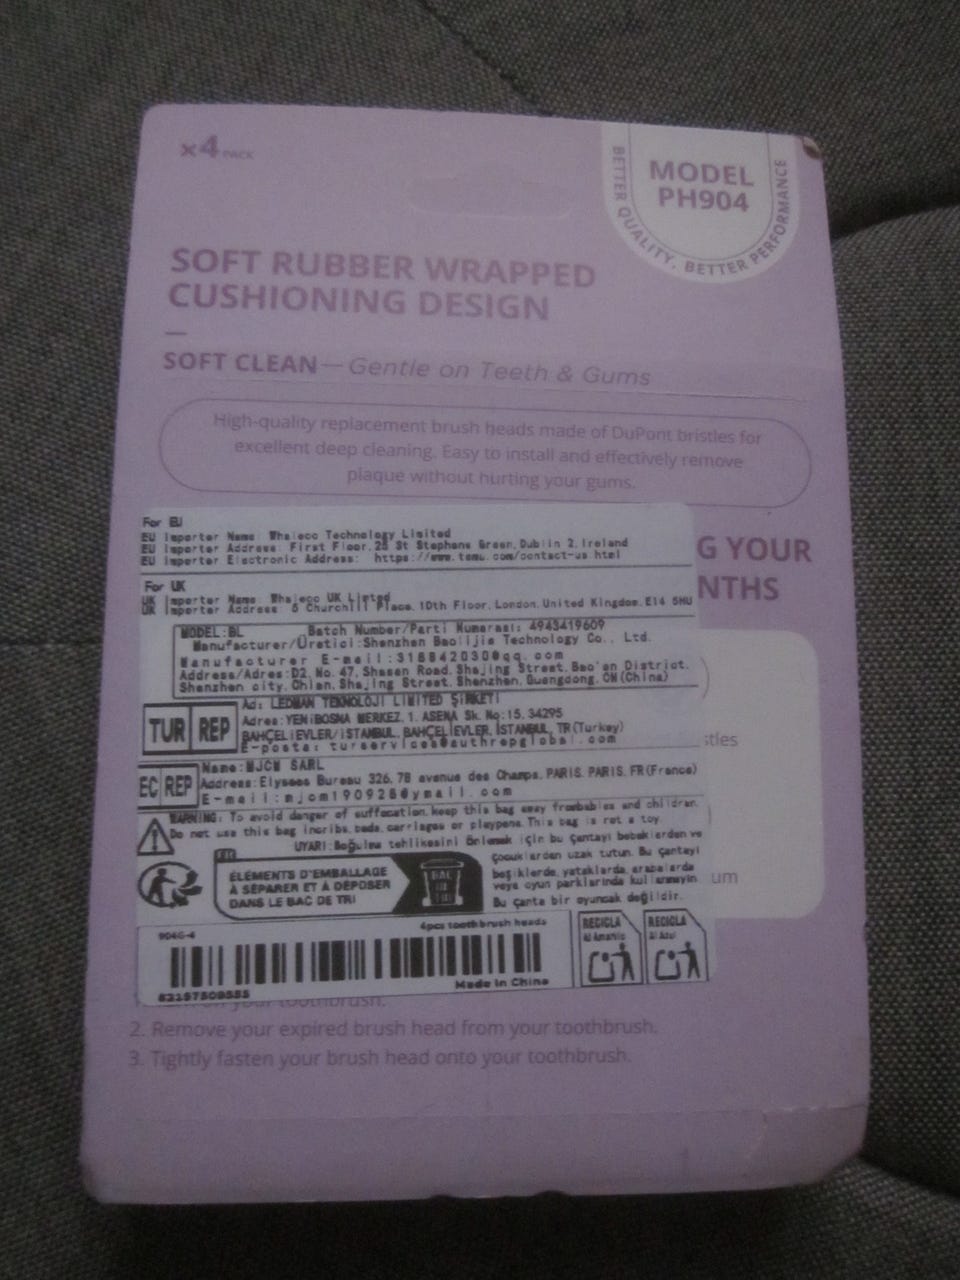 x4 PACK
MODEL
PH904
BETTER QUALITY, BETTER PERFORMANCE
SOFT RUBBER WRAPPED
CUSHIONING DESIGN
SOFT CLEAN — Gentle on Teeth & Gums
High-quality replacement brush heads made of DuPont bristles for
excellent deep cleaning. Easy to install and effectively remove
plaque without hurting your gums.
G YOUR
NTHS
stles
um
For EU
EU Importer Name: Whaleco Technology Limited
EU Importer Address: First Floor, 25 St Stephens Green, Dublin 2, Ireland
EU Importer Electronic Address: https://www.temu.com/contact-us.html
For UK
UK Importer Name: Whaleco UK Limted
UK Importer Address: 5 Churchill Place, 10th Floor, London, United Kingdom, E14 5HU
MODEL: BL Batch Number/Parti Numarası: 4943419609
Manufacturer/Üretici: Shenzhen Baolijie Technology Co., Ltd.
Manufacturer E-mail: 318842030@qq.com
Address/Adres: D2, No. 47, Shasan Road, Shajing Street, Bao'an District,
Shenzhen city, Chian, Shajing Street, Shenzhen, Guangdong, CN (China)
TUR REP
Ad: LEDMAN TEKNOLOJI LIMITED ŞİRKETİ
Adres: YENiBOSNA MERKEZ, 1. ASENA Sk. No:15, 34295
BAHÇELİEVLER/İSTANBUL, BAHÇELİEVLER, İSTANBUL, TR (Turkey)
E-posta: turservices@authrepglobal.com
EC REP
Name: MJCM SARL
Address: Elysees Bureau 326, 78 avenue des Champs, PARIS, PARIS, FR (France)
E-mail: mjcm190928@ymail.com
WARNING: To avoid danger of suffocation, keep this bag away frombabies and children.
Do not use this bag incribs, beds, carriages or playpens. This bag is not a toy.
UYARI: Boğulma tehlikesini önlemek için bu çantayı bebeklerden ve
çocuklardan uzak tutun. Bu çantayı
beşiklerde, yataklarda, arabalarda
veya oyun parklarında kullanmayın.
Bu çanta bir oyuncak değildir.
FR
ÉLÉMENTS D'EMBALLAGE
À SÉPARER ET À DÉPOSER
DANS LE BAC DE TRI
BAC
DE
TRI
904G-4
4pcs toothbrush heads
Made In China
RECICLA
Al Amarillo
RECICLA
Al Azul
your toothbrush.
2. Remove your expired brush head from your toothbrush.
3. Tightly fasten your brush head onto your toothbrush.